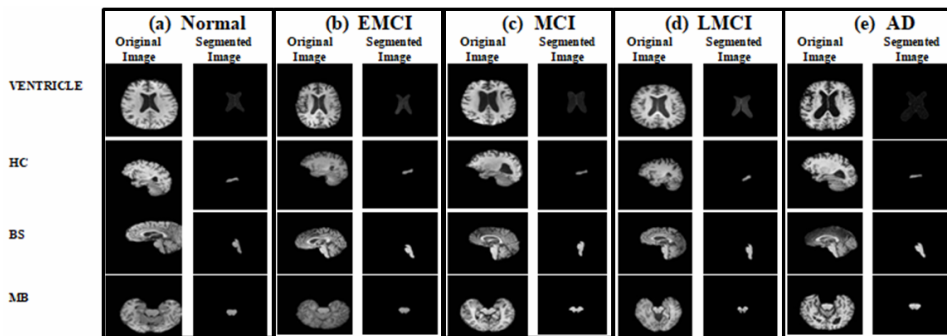 (a) Normal (b) EMCI (c) MCI (d) LMCI (e) AD
Original Segmented Original Segmented Original Segmented Original Segmented Original Segmented
Image Image Image Image Image Image Image Image Image Image
VENTRICLE
HC
BS
MB